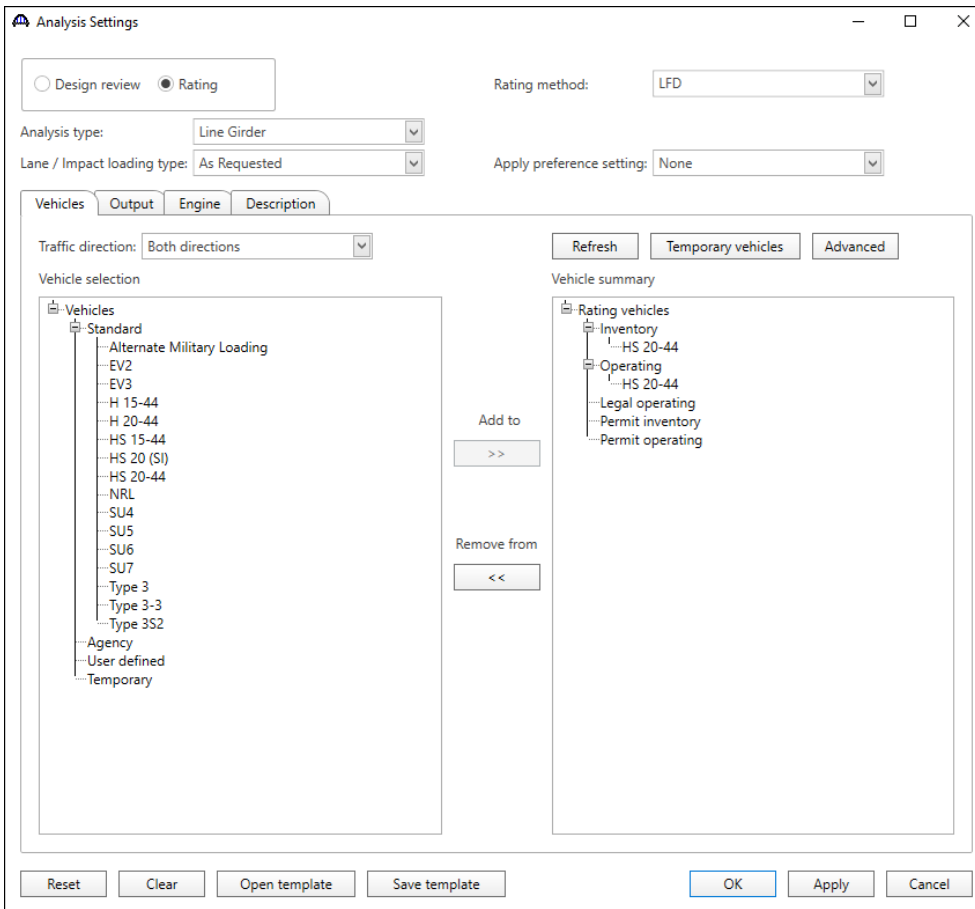 Analysis Settings
Design review Rating Rating method: LFD
Analysis type: Line Girder
Lane / Impact loading type: As Requested Apply preference setting: None
Vehicles Output Engine Description
Traffic direction: Both directions Refresh Temporary vehicles Advanced
Vehicle selection
Vehicles
Standard
Alternate Military Loading
EV2
EV3
H 15-44
H 20-44
HS 15-44
HS 20 (SI)
HS 20-44
NRL
SU4
SU5
SU6
SU7
Type 3
Type 3-3
Type 3S2
Agency
User defined
Temporary
Add to
>>
Remove from
<<
Vehicle summary
Rating vehicles
Inventory
HS 20-44
Operating
HS 20-44
Legal operating
Permit inventory
Permit operating
Reset Clear Open template Save template OK Apply Cancel